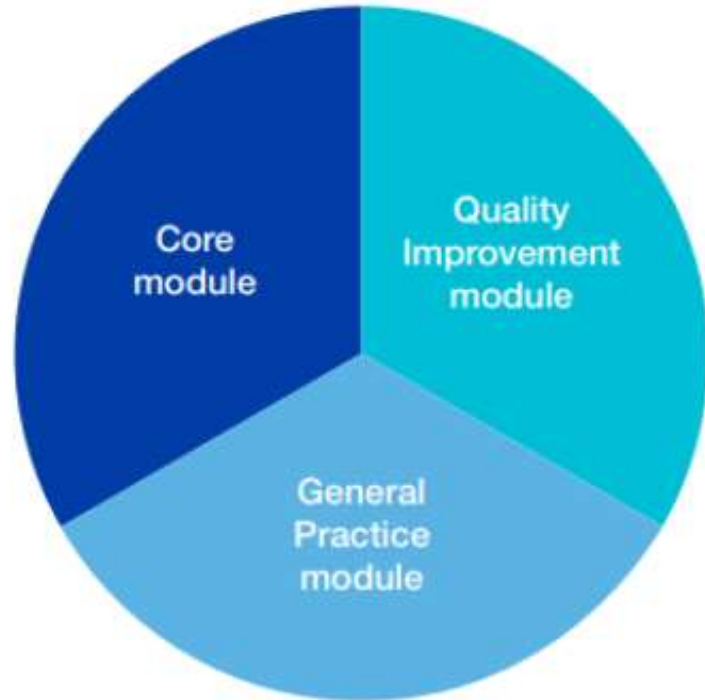 Core
module
Quality
Improvement
module
General
Practice
module